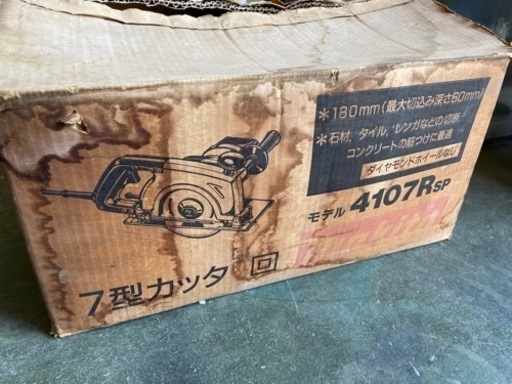 *180mm(最大切込み深さ60mm)
*石材、タイル、レンガなどの切断、
コンクリートの筋つけに最適
ダイヤモンドホイールなし
モデル 4107RSP
7型カッタ